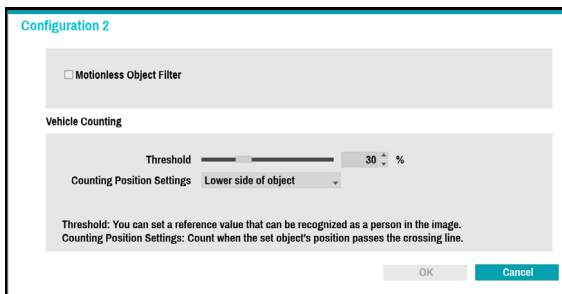 Configuration 2
Motionless Object Filter
Vehicle Counting
Threshold 30 %
Counting Position Settings Lower side of object
Threshold: You can set a reference value that can be recognized as a person in the image.
Counting Position Settings: Count when the set object's position passes the crossing line.
OK Cancel